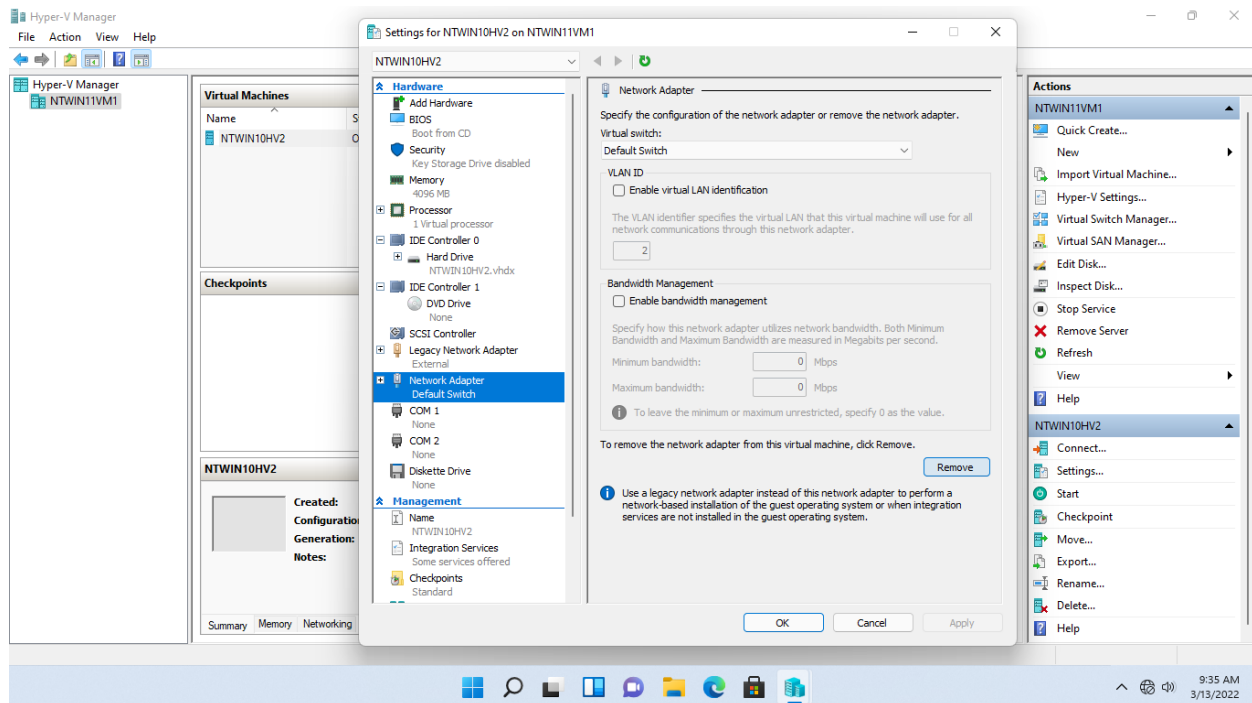 Hyper-V Manager
File Action View Help
Hyper-V Manager
NTWIN11VM1
Virtual Machines
Name
NTWIN10HV2
Checkpoints
NTWIN10HV2
Created:
Configuratio
Generation:
Notes:
Summary Memory Networking
Settings for NTWIN10HV2 on NTWIN11VM1
NTWIN10HV2
Hardware
Add Hardware
BIOS
Boot from CD
Security
Key Storage Drive disabled
Memory
4096 MB
Processor
1 Virtual processor
IDE Controller 0
Hard Drive
NTWIN10HV2.vhdx
IDE Controller 1
DVD Drive
None
SCSI Controller
Legacy Network Adapter
External
Network Adapter
Default Switch
COM 1
None
COM 2
None
Diskette Drive
None
Management
Name
NTWIN10HV2
Integration Services
Some services offered
Checkpoints
Standard
Network Adapter
Specify the configuration of the network adapter or remove the network adapter.
Virtual switch:
Default Switch
VLAN ID
Enable virtual LAN identification
The VLAN identifier specifies the virtual LAN that this virtual machine will use for all
network communications through this network adapter.
2
Bandwidth Management
Enable bandwidth management
Specify how this network adapter utilizes network bandwidth. Both Minimum
Bandwidth and Maximum Bandwidth are measured in Megabits per second.
Minimum bandwidth: 0 Mbps
Maximum bandwidth: 0 Mbps
To leave the minimum or maximum unrestricted, specify 0 as the value.
To remove the network adapter from this virtual machine, click Remove.
Remove
Use a legacy network adapter instead of this network adapter to perform a
network-based installation of the guest operating system or when integration
services are not installed in the guest operating system.
OK Cancel Apply
Actions
NTWIN11VM1
Quick Create...
New
Import Virtual Machine...
Hyper-V Settings...
Virtual Switch Manager...
Virtual SAN Manager...
Edit Disk...
Inspect Disk...
Stop Service
Remove Server
Refresh
View
Help
NTWIN10HV2
Connect...
Settings...
Start
Checkpoint
Move...
Export...
Rename...
Delete...
Help
9:35 AM
3/13/2022